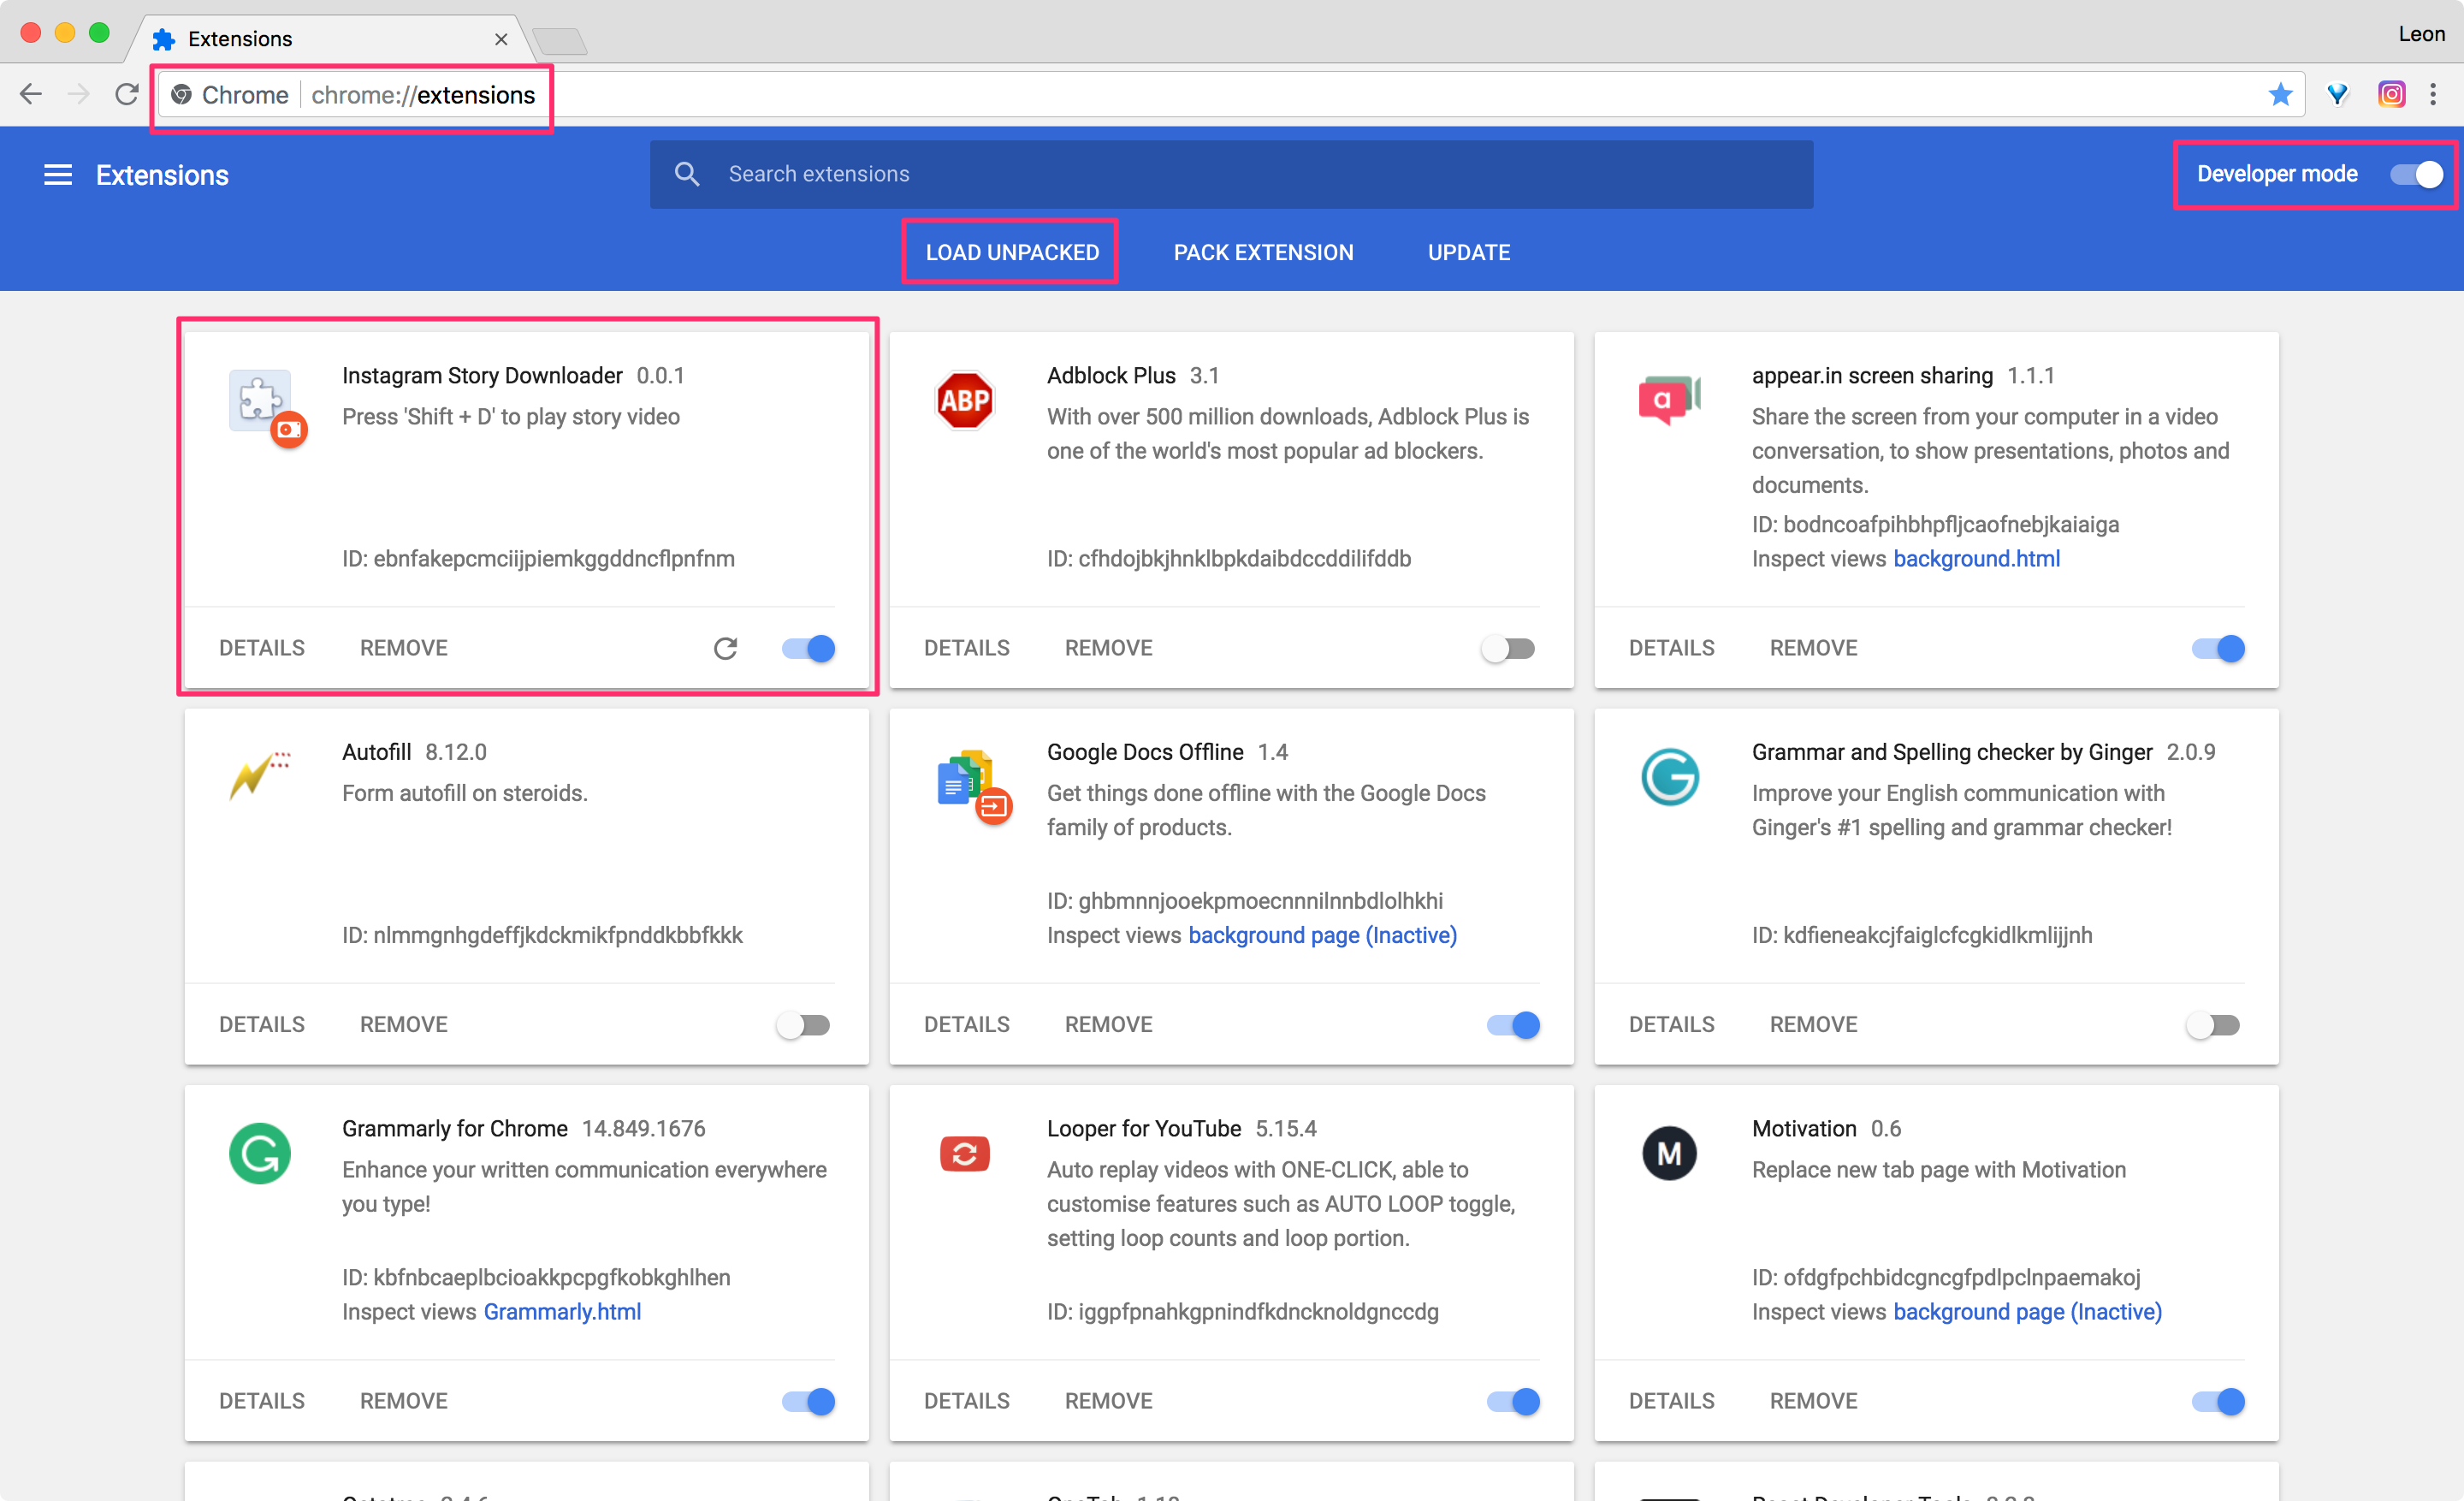 Extensions
Leon
Chrome
chrome://extensions
Extensions
Search extensions
Developer mode
LOAD UNPACKED
PACK EXTENSION
UPDATE
Instagram Story Downloader 0.0.1
Press 'Shift + D' to play story video
ID: ebnfakepcmciijpiemkggddncflpnfnm
DETAILS
REMOVE
ABP
Adblock Plus 3.1
With over 500 million downloads, Adblock Plus is
one of the world's most popular ad blockers.
ID: cfhdojbkjhnklbpkdaibdccddilifddb
DETAILS
REMOVE
a
appear.in screen sharing 1.1.1
Share the screen from your computer in a video
conversation, to show presentations, photos and
documents.
ID: bodncoafpihbhpfljcaofnebjkaiaiga
Inspect views background.html
DETAILS
REMOVE
Autofill 8.12.0
Form autofill on steroids.
ID: nlmmgnhgdeffjkdckmikfpnddkbbfkkk
DETAILS
REMOVE
Google Docs Offline 1.4
Get things done offline with the Google Docs
family of products.
ID: ghbmnnjooekpmoecnnnilnnbdlolhkhi
Inspect views background page (Inactive)
DETAILS
REMOVE
Grammar and Spelling checker by Ginger 2.0.9
Improve your English communication with
Ginger's #1 spelling and grammar checker!
ID: kdfieneakcjfaiglcfcgkidlkmlijjnh
DETAILS
REMOVE
Grammarly for Chrome 14.849.1676
Enhance your written communication everywhere
you type!
ID: kbfnbcaeplbcioakkpcpgfkobkghlhen
Inspect views Grammarly.html
DETAILS
REMOVE
Looper for YouTube 5.15.4
Auto replay videos with ONE-CLICK, able to
customise features such as AUTO LOOP toggle,
setting loop counts and loop portion.
ID: iggpfpnahkgpnindfkdncknoldgnccdg
DETAILS
REMOVE
M
Motivation 0.6
Replace new tab page with Motivation
ID: ofdgfpchbidcgncgfpdlpclnpaemakoj
Inspect views background page (Inactive)
DETAILS
REMOVE